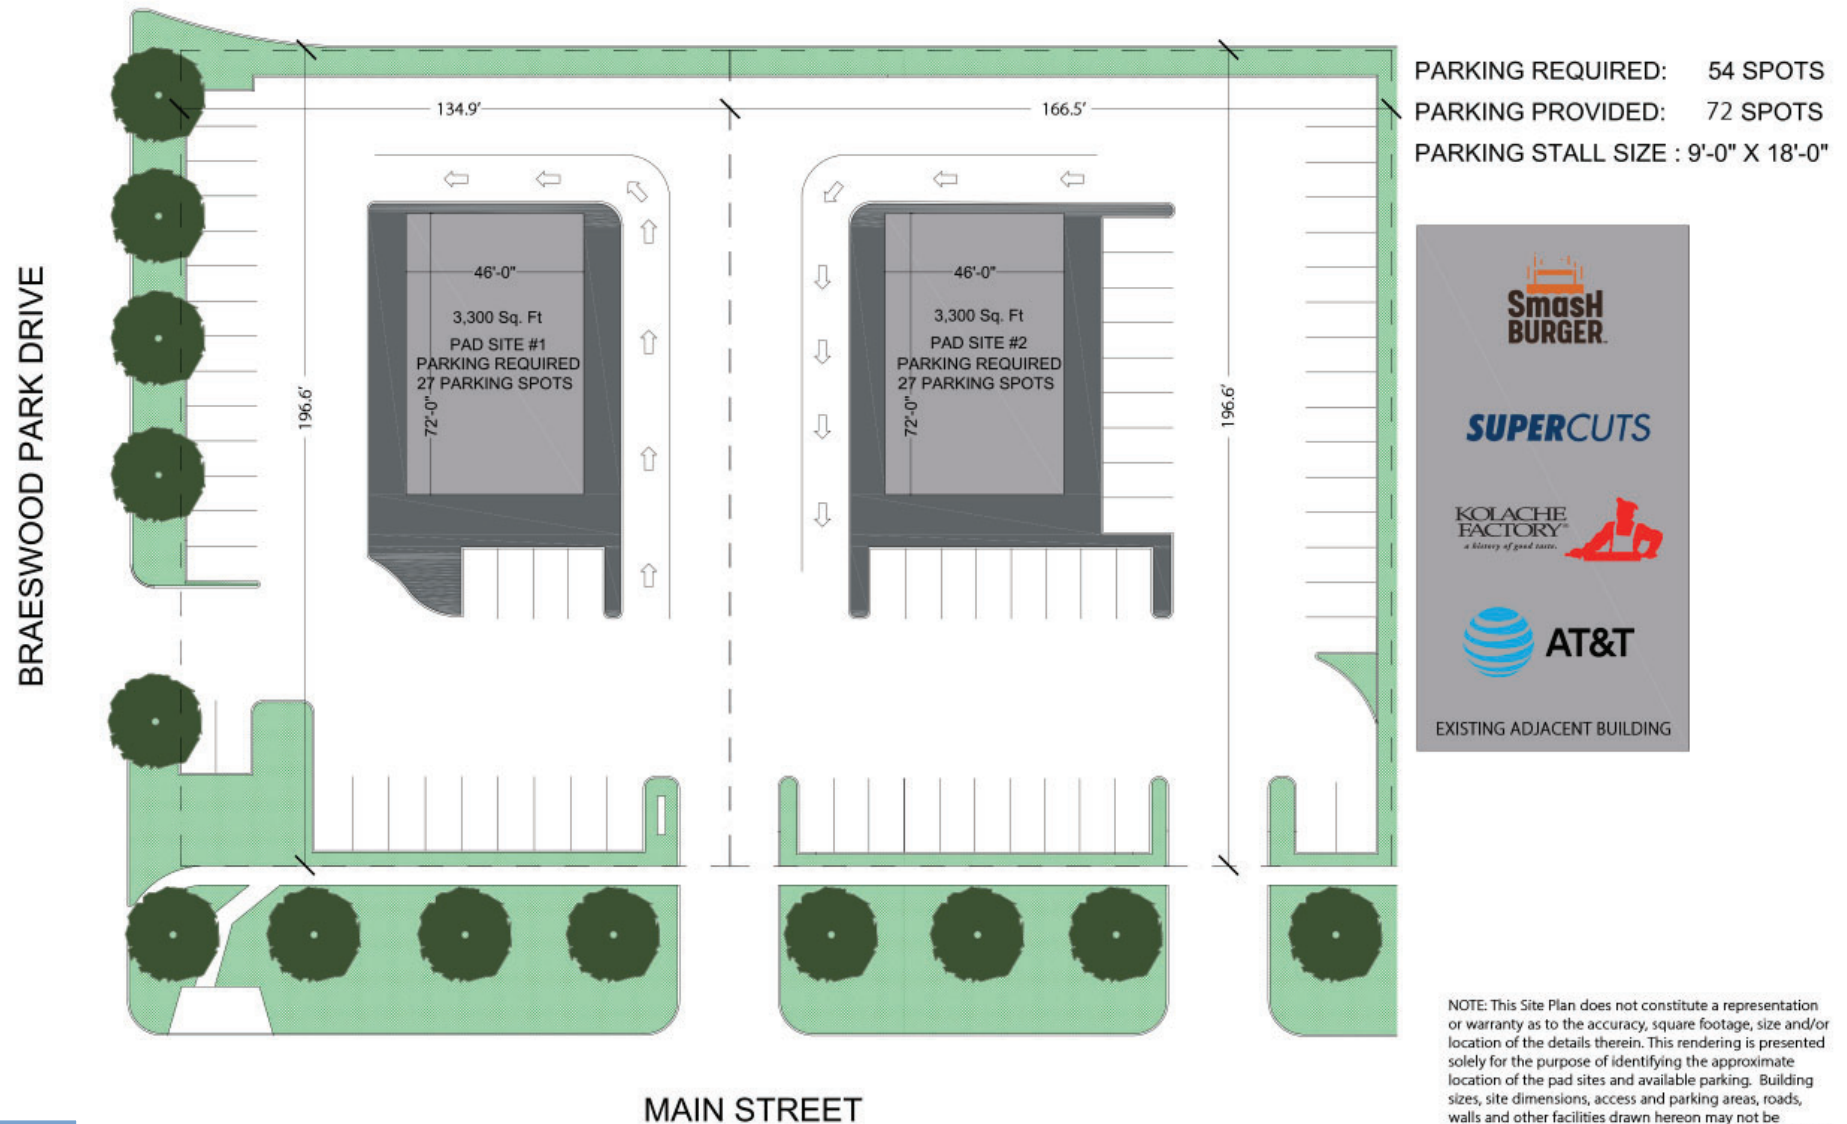 PARKING REQUIRED: 54 SPOTS
PARKING PROVIDED: 72 SPOTS
PARKING STALL SIZE : 9'-0" X 18'-0"
134.9'
166.5'
BRAESWOOD PARK DRIVE
196.6'
46'-0"
3,300 Sq. Ft
PAD SITE #1
PARKING REQUIRED
27 PARKING SPOTS
72'-0"
46'-0"
3,300 Sq. Ft
PAD SITE #2
PARKING REQUIRED
27 PARKING SPOTS
72'-0"
196.6'
SmasH
BURGER
SUPERCUTS
KOLACHE
FACTORY
a history of good taste.
AT&T
EXISTING ADJACENT BUILDING
MAIN STREET
NOTE: This Site Plan does not constitute a representation
or warranty as to the accuracy, square footage, size and/or
location of the details therein. This rendering is presented
solely for the purpose of identifying the approximate
location of the pad sites and available parking. Building
sizes, site dimensions, access and parking areas, roads,
walls and other facilities drawn hereon may not be